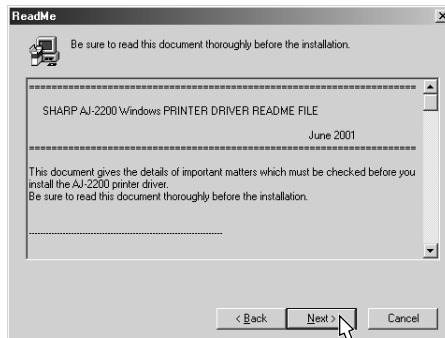 ReadMe
Be sure to read this document thoroughly before the installation.
================================================
SHARP AJ-2200 Windows PRINTER DRIVER README FILE
June 2001
================================================
This document gives the details of important matters which must be checked before you
install the AJ-2200 printer driver.
Be sure to read this document thoroughly before the installation.
------------------------------------------------
< Back Next > Cancel